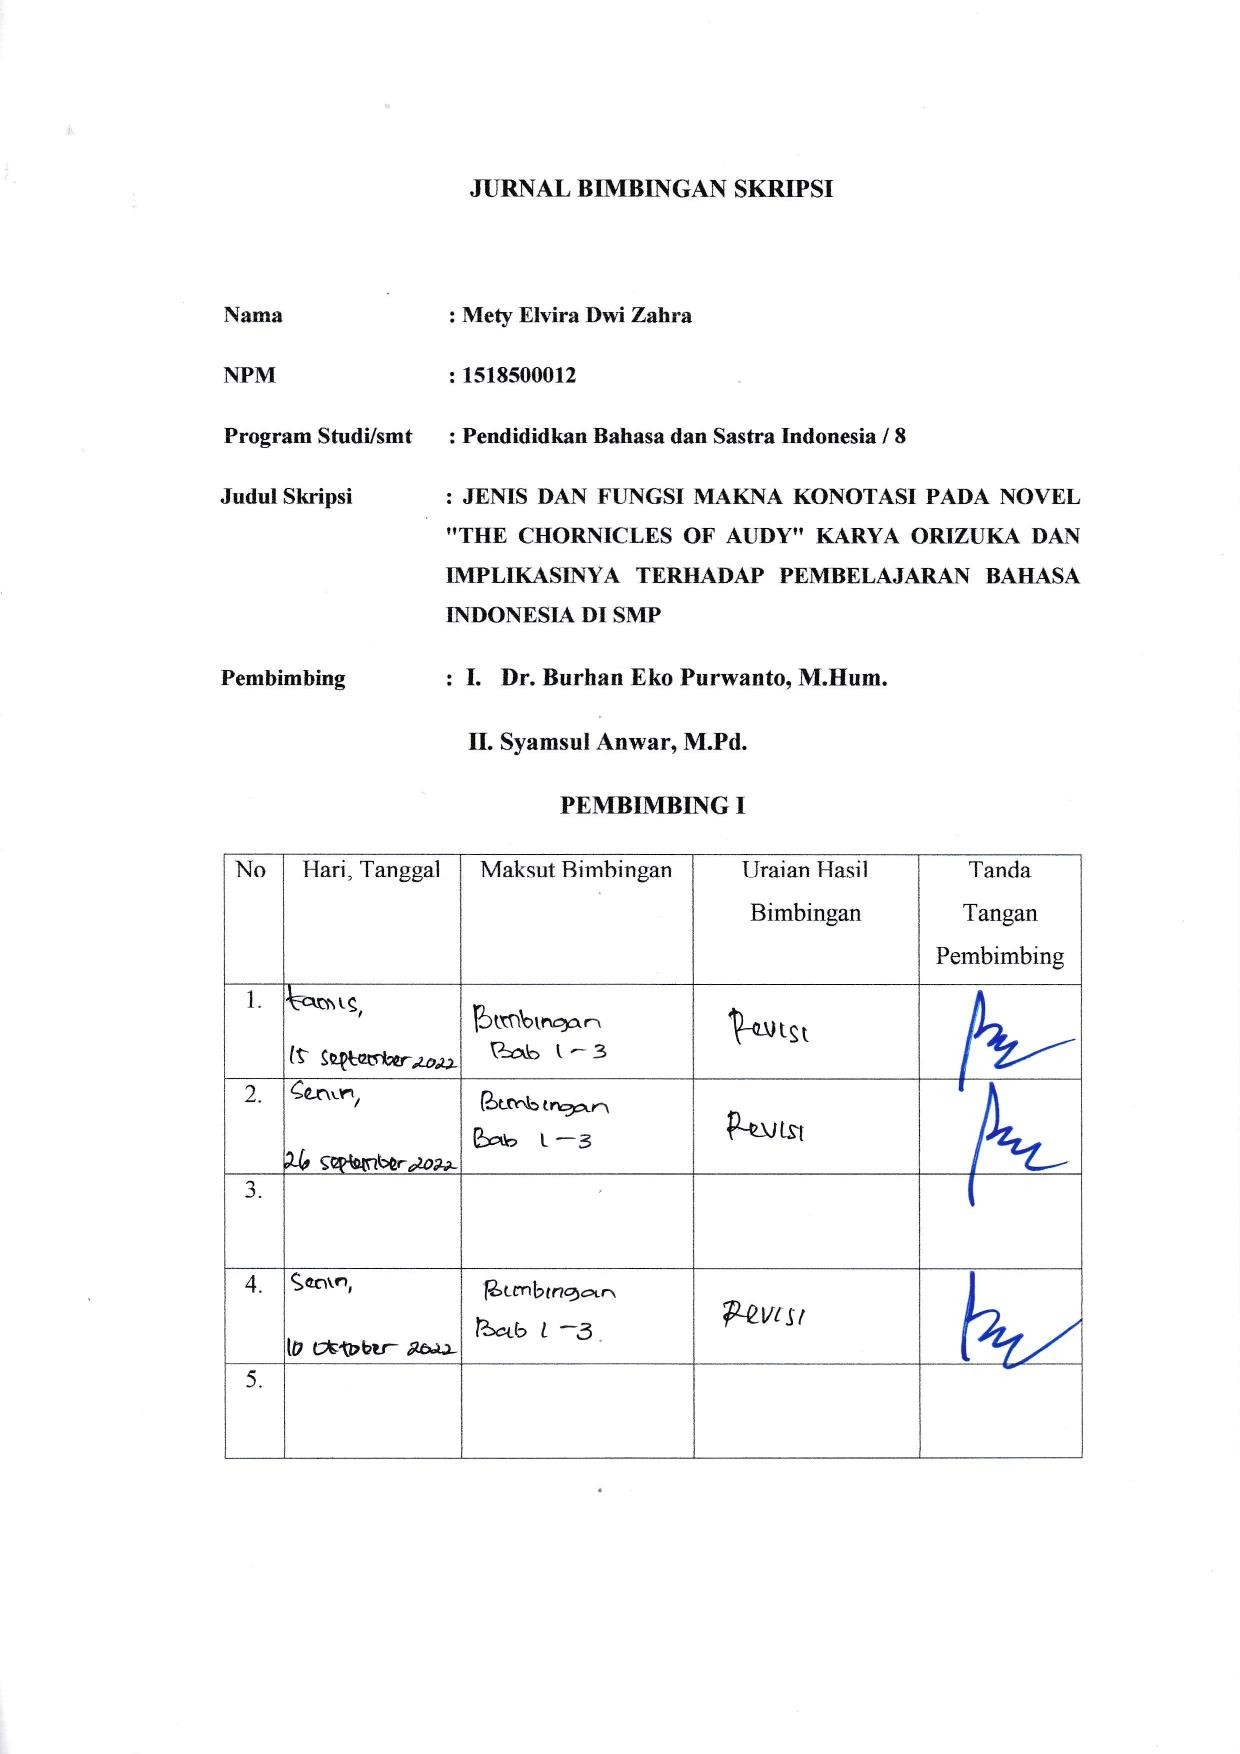 JURNAL BIMBINGAN SKRIPSI
Nama : Mety Elvira Dwi Zahra
NPM : 1518500012
Program Studi/smt : Pendididkan Bahasa dan Sastra Indonesia / 8
Judul Skripsi : JENIS DAN FUNGSI MAKNA KONOTASI PADA NOVEL
"THE CHORNICLES OF AUDY" KARYA ORIZUKA DAN
IMPLIKASINYA TERHADAP PEMBELAJARAN BAHASA
INDONESIA DI SMP
Pembimbing : I. Dr. Burhan Eko Purwanto, M.Hum.
II. Syamsul Anwar, M.Pd.
PEMBIMBING I
No Hari, Tanggal Maksut Bimbingan Uraian Hasil Tanda
Bimbingan Tangan
Pembimbing
1. kamis,
Bimbingan Revisi
15 September 2022 Bab 1-3
2. Senin,
Bimbingan Revisi
Bab 1-3
26 September 2022
3.
4. Senin,
Bimbingan Revisi
Bab 1-3
10 Oktober 2022
5.